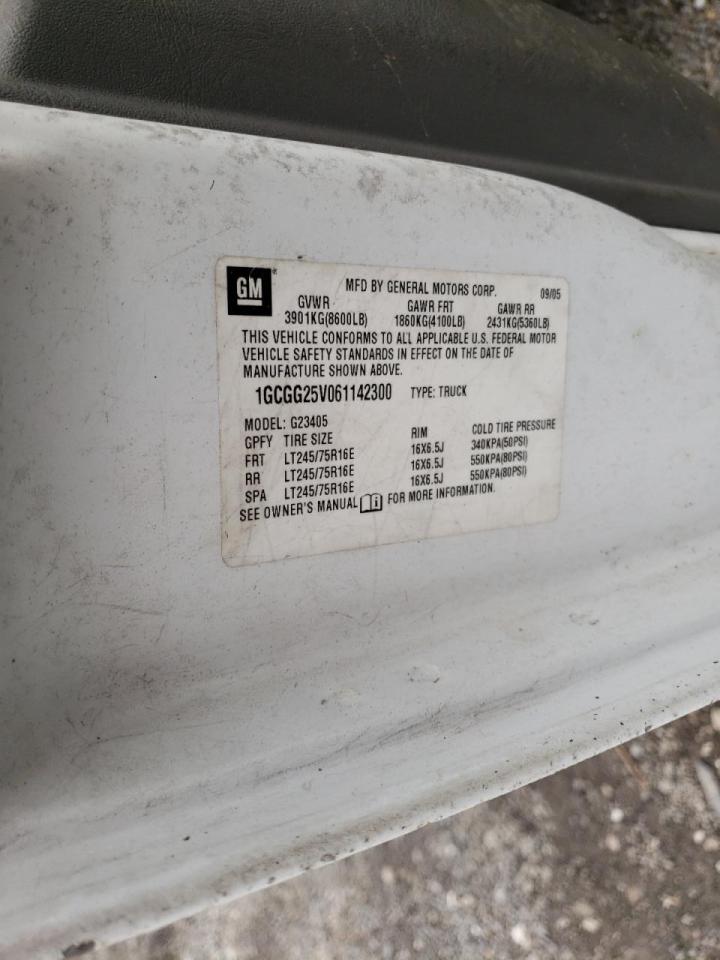 GM MFD BY GENERAL MOTORS CORP. 09/05
GVWR GAWR FRT GAWR RR
3901KG(8600LB) 1860KG(4100LB) 2431KG(5360LB)
THIS VEHICLE CONFORMS TO ALL APPLICABLE U.S. FEDERAL MOTOR
VEHICLE SAFETY STANDARDS IN EFFECT ON THE DATE OF
MANUFACTURE SHOWN ABOVE.
1GCGG25V061142300 TYPE: TRUCK
MODEL: G23405
GPFY TIRE SIZE RIM COLD TIRE PRESSURE
FRT LT245/75R16E 16X6.5J 340KPA(50PSI)
RR LT245/75R16E 16X6.5J 550KPA(80PSI)
SPA LT245/75R16E 16X6.5J 550KPA(80PSI)
SEE OWNER'S MANUAL i FOR MORE INFORMATION.